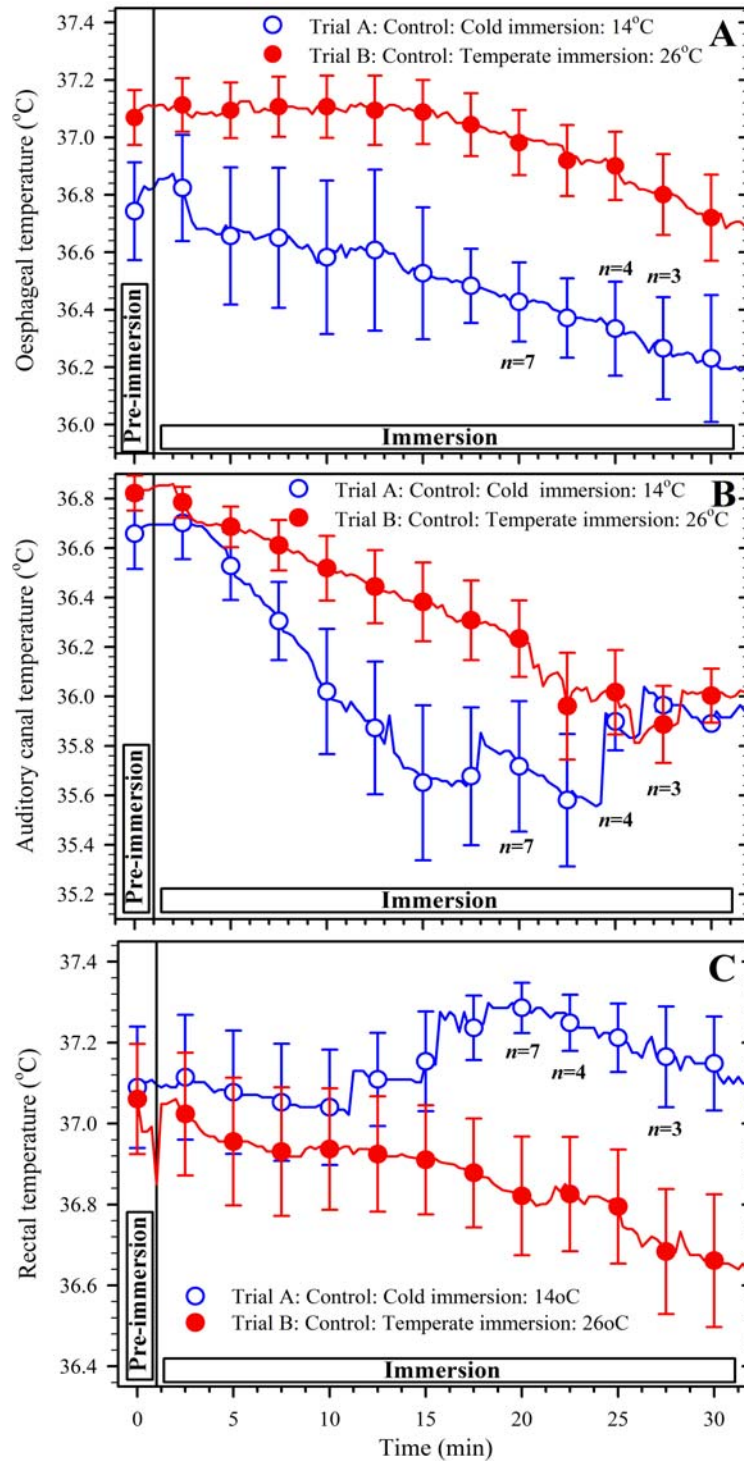 A
Trial A: Control: Cold immersion: 14°C
Trial B: Control: Temperate immersion: 26°C
Oesphageal temperature (°C)
37.4
37.2
37.0
36.8
36.6
36.4
36.2
36.0
Pre-immersion
n=7
n=4
n=3
Immersion
B
Trial A: Control: Cold immersion: 14°C
Trial B: Control: Temperate immersion: 26°C
Auditory canal temperature (°C)
36.8
36.6
36.4
36.2
36.0
35.8
35.6
35.4
35.2
Pre-immersion
n=7
n=4
n=3
Immersion
C
Rectal temperature (°C)
37.4
37.2
37.0
36.8
36.6
36.4
Pre-immersion
n=7
n=4
n=3
Trial A: Control: Cold immersion: 14oC
Trial B: Control: Temperate immersion: 26oC
Immersion
0 5 10 15 20 25 30
Time (min)